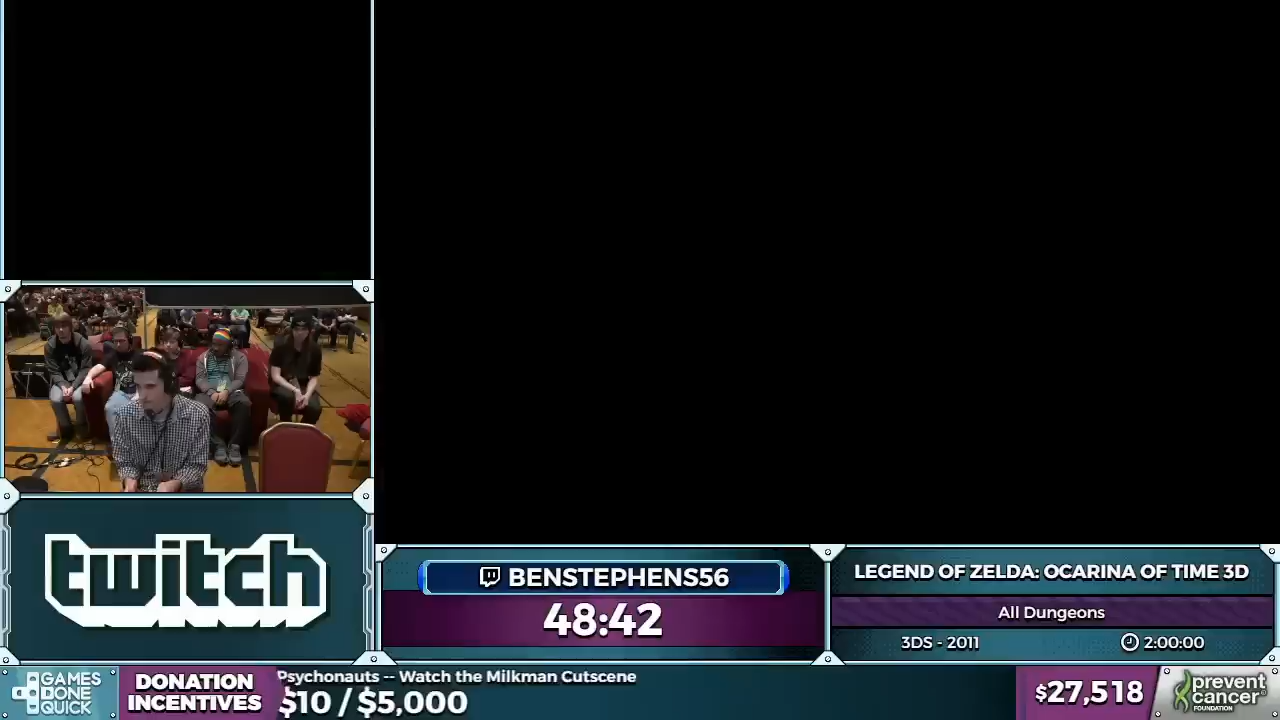 twitch
BENSTEPHENS56
48:42
LEGEND OF ZELDA: OCARINA OF TIME 3D
All Dungeons
3DS - 2011
2:00:00
GAMES
DONE
QUICK
DONATION
INCENTIVES
Psychonauts -- Watch the Milkman Cutscene
$10 / $5,000
$27,518
prevent
cancer
FOUNDATION